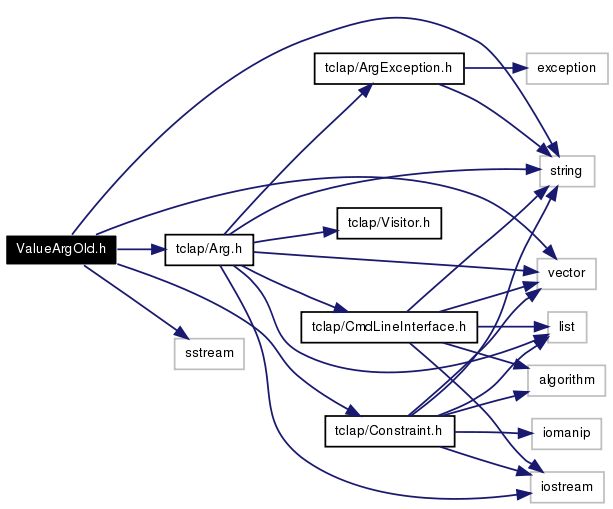 tclap/ArgException.h
exception
string
tclap/Visitor.h
ValueArgOld.h
tclap/Arg.h
vector
tclap/CmdLineInterface.h
list
sstream
algorithm
tclap/Constraint.h
iomanip
iostream